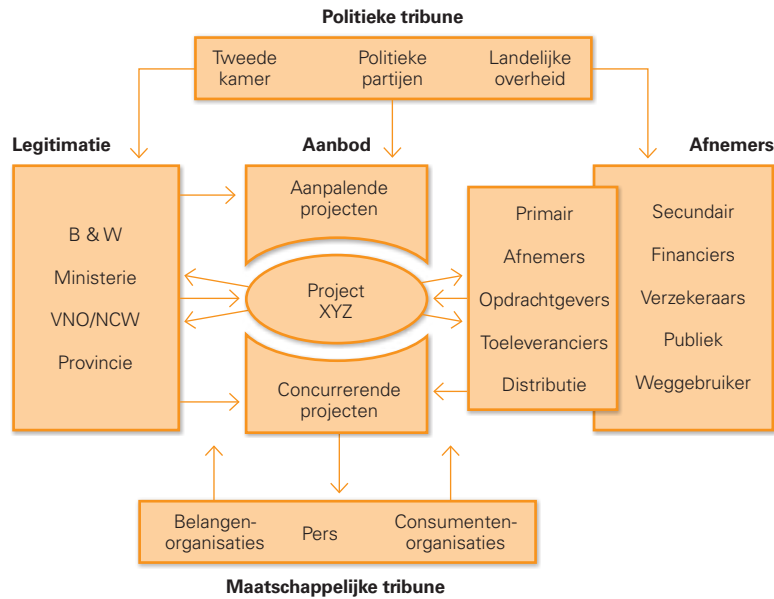 Politieke tribune
Tweede
kamer
Politieke
partijen
Landelijke
overheid
Legitimatie
Aanbod
Afnemers
B & W
Ministerie
VNO/NCW
Provincie
Aanpalende
projecten
Project
XYZ
Concurrerende
projecten
Primair
Afnemers
Opdrachtgevers
Toeleveranciers
Distributie
Secundair
Financiers
Verzekeraars
Publiek
Weggebruiker
Belangen-
organisaties
Pers
Consumenten-
organisaties
Maatschappelijke tribune